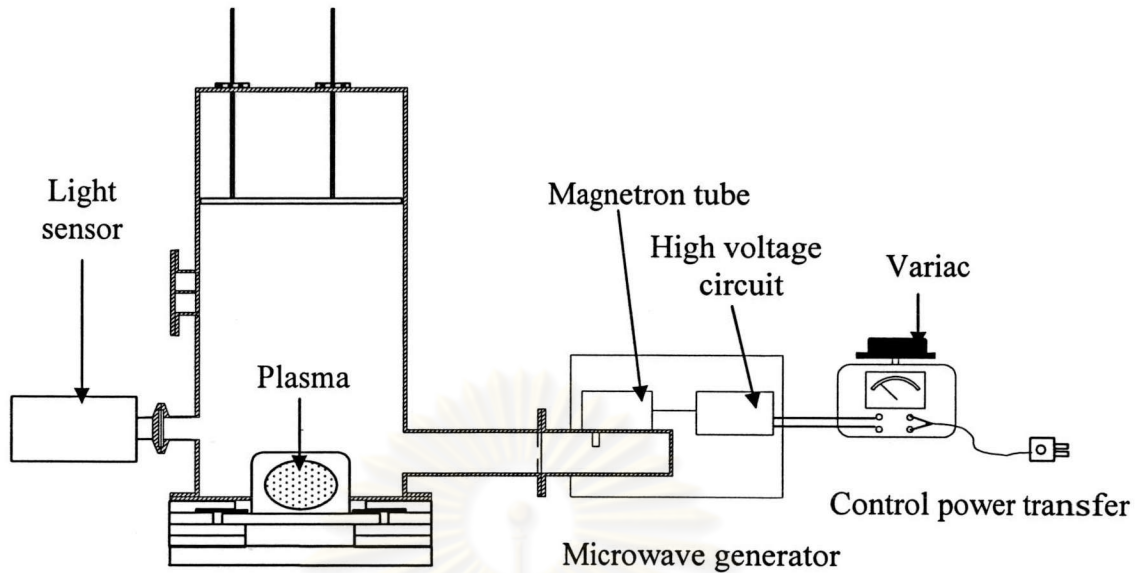 Light
sensor
Magnetron tube
High voltage
circuit
Variac
Plasma
Control power transfer
Microwave generator